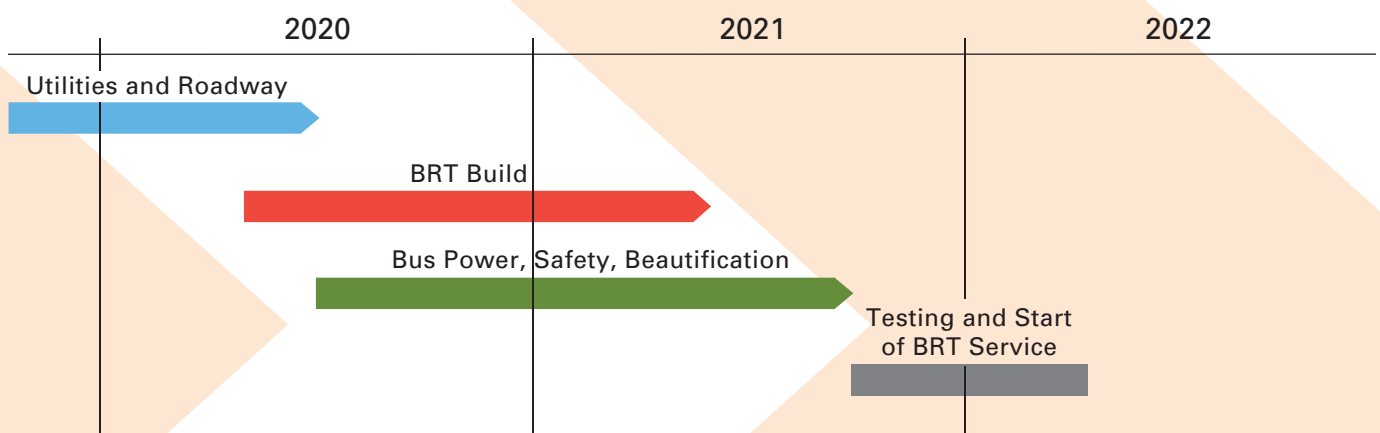 2020 2021 2022
Utilities and Roadway
BRT Build
Bus Power, Safety, Beautification
Testing and Start
of BRT Service